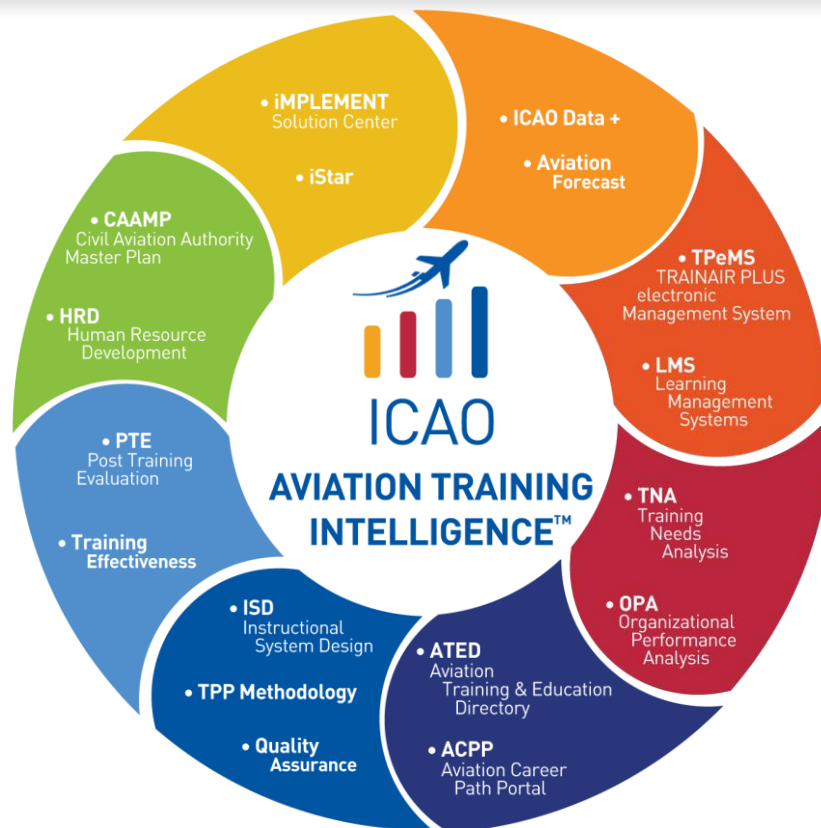 • iMPLEMENT
Solution Center
• iStar
• ICAO Data +
• Aviation
Forecast
• TPeMS
TRAINAIR PLUS
electronic
Management System
• LMS
Learning
Management
Systems
• TNA
Training
Needs
Analysis
• OPA
Organizational
Performance
Analysis
• ATED
Aviation
Training & Education
Directory
• ACPP
Aviation Career
Path Portal
• ISD
Instructional
System Design
• TPP Methodology
• Quality
Assurance
• PTE
Post Training
Evaluation
• Training
Effectiveness
• CAAMP
Civil Aviation Authority
Master Plan
• HRD
Human Resource
Development
ICAO
AVIATION TRAINING
INTELLIGENCE™